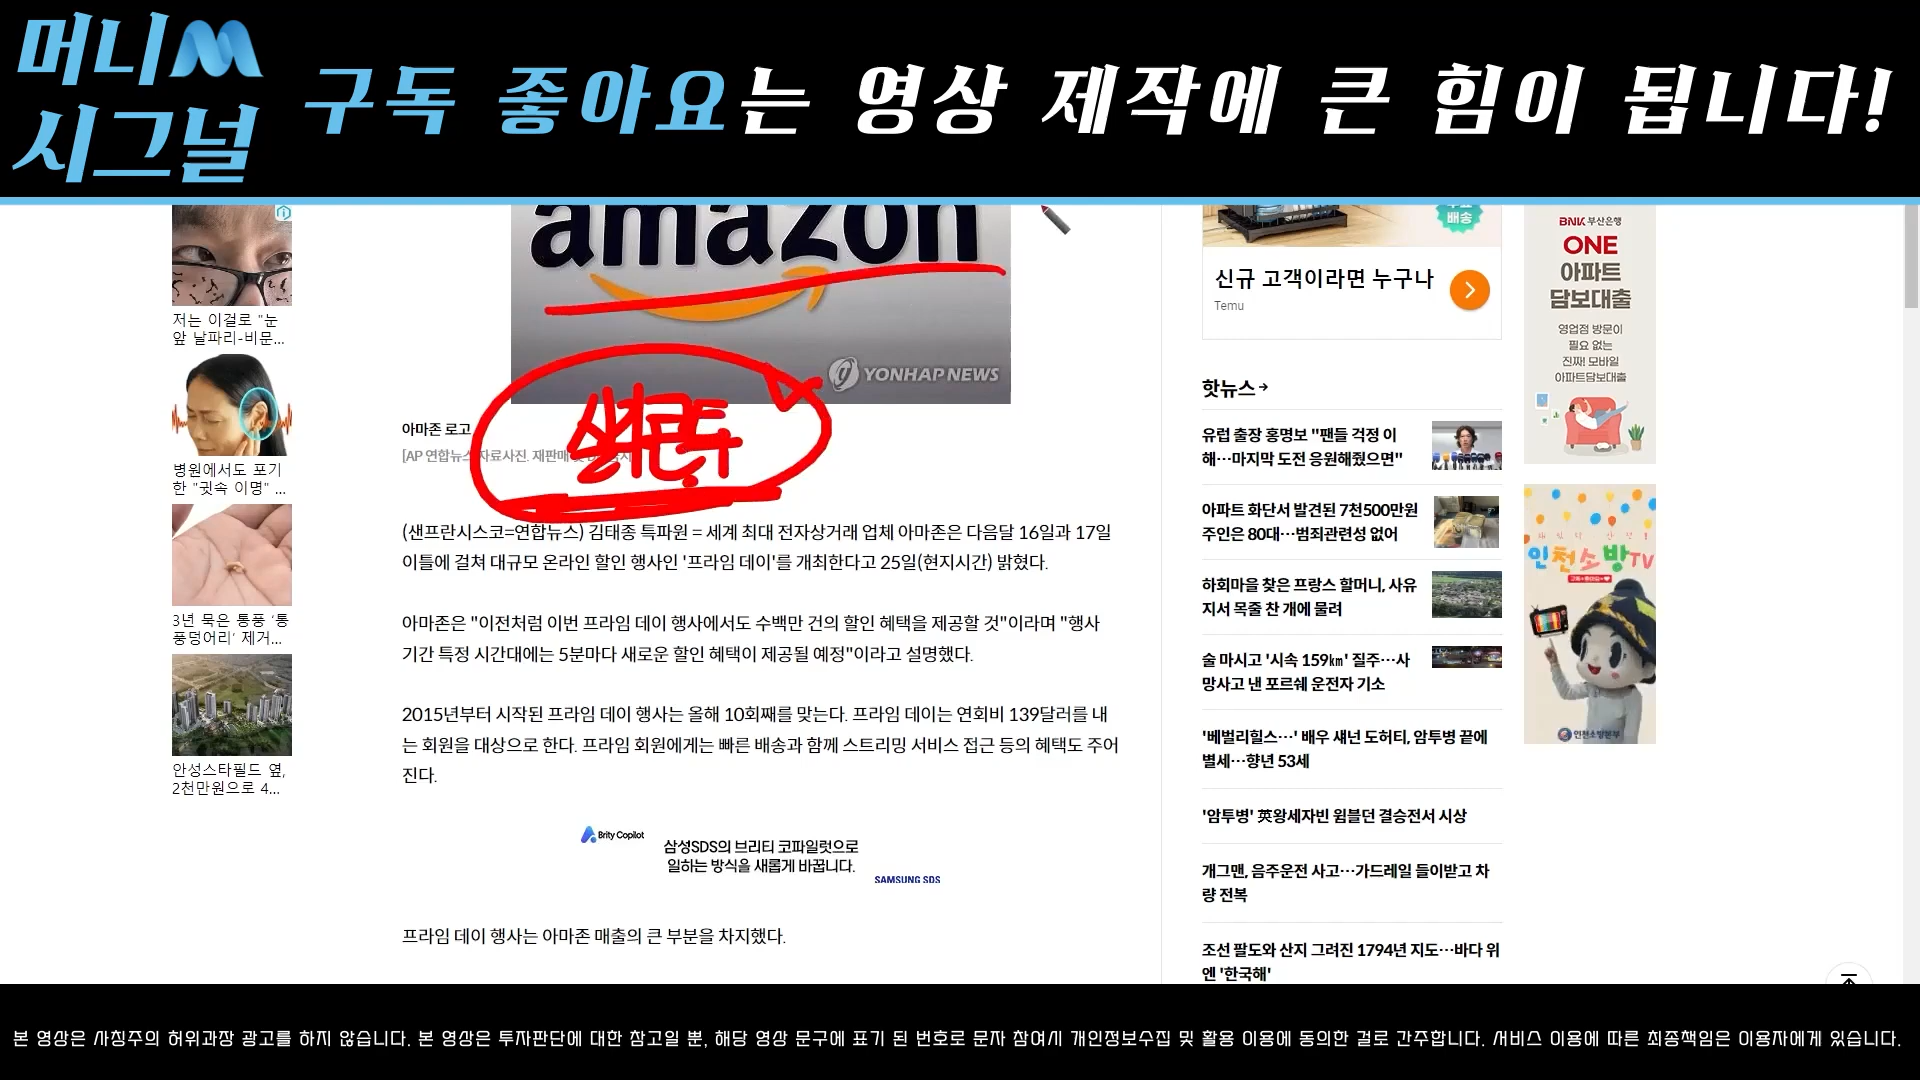 머니
시그널
구독 좋아요는 영상 제작에 큰 힘이 됩니다!
저는 이걸로 "눈
앞 날파리-비문...
병원에서도 포기
한 "귓속 이명" ...
3년 묵은 통풍 ‘통
풍덩어리’ 제거...
안성스타필드 옆,
2천만원으로 4...
amazon
YONHAP NEWS
아마존 로고
[AP 연합뉴스 자료사진. 재판매
(샌프란시스코=연합뉴스) 김태종 특파원 = 세계 최대 전자상거래 업체 아마존은 다음달 16일과 17일
이틀에 걸쳐 대규모 온라인 할인 행사인 '프라임 데이'를 개최한다고 25일(현지시간) 밝혔다.
아마존은 "이전처럼 이번 프라임 데이 행사에서도 수백만 건의 할인 혜택을 제공할 것"이라며 "행사
기간 특정 시간대에는 5분마다 새로운 할인 혜택이 제공될 예정"이라고 설명했다.
2015년부터 시작된 프라임 데이 행사는 올해 10회째를 맞는다. 프라임 데이는 연회비 139달러를 내
는 회원을 대상으로 한다. 프라임 회원에게는 빠른 배송과 함께 스트리밍 서비스 접근 등의 혜택도 주어
진다.
Brity Copilot
삼성SDS의 브리티 코파일럿으로
일하는 방식을 새롭게 바꿉니다.
SAMSUNG SDS
프라임 데이 행사는 아마존 매출의 큰 부분을 차지했다.
배송
신규 고객이라면 누구나
Temu
핫뉴스
유럽 출장 홍명보 "팬들 걱정 이
해…마지막 도전 응원해줬으면"
아파트 화단서 발견된 7천500만원
주인은 80대…범죄관련성 없어
하회마을 찾은 프랑스 할머니, 사유
지서 목줄 찬 개에 물려
술 마시고 '시속 159㎞' 질주…사
망사고 낸 포르쉐 운전자 기소
'베벌리힐스…' 배우 섀넌 도허티, 암투병 끝에
별세…향년 53세
'암투병' 英왕세자빈 윔블던 결승전서 시상
개그맨, 음주운전 사고…가드레일 들이받고 차
량 전복
조선 팔도와 산지 그려진 1794년 지도…바다 위
엔 '한국해'
BNK 부산은행
ONE
아파트
담보대출
영업점 방문이
필요 없는
진짜! 모바일
아파트담보대출
인천소방TV
인천소방본부
본 영상은 사칭주의 허위과장 광고를 하지 않습니다. 본 영상은 투자판단에 대한 참고일 뿐, 해당 영상 문구에 표기 된 번호로 문자 참여시 개인정보수집 및 활용 이용에 동의한 걸로 간주합니다. 서비스 이용에 따른 최종책임은 이용자에게 있습니다.